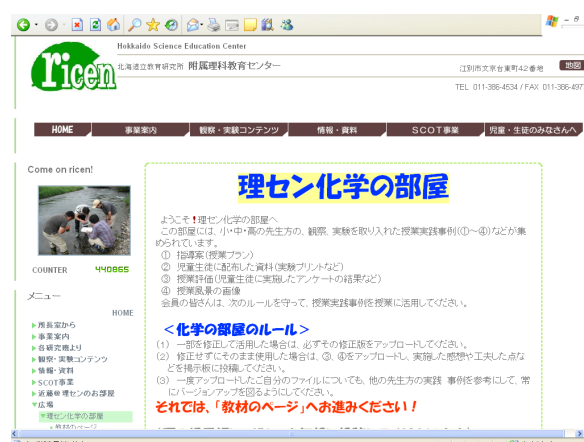 Hokkaido Science Education Center
ricen
北海道立教育研究所 附属理科教育センター
江別市文京台東町42番地
地図
TEL 011-386-4534 / FAX 011-386-497
HOME 事業案内 観察・実験コンテンツ 情報・資料 SCOT事業 児童・生徒のみなさんへ
Come on ricen!
COUNTER 440865
メニュー
HOME
所長室から
事業案内
各研究班より
観察・実験コンテンツ
情報・資料
SCOT事業
近藤@理センのお部屋
広場
理セン化学の部屋
教材のページ
理セン化学の部屋
ようこそ!理セン化学の部屋へ
この部屋には、小・中・高の先生方の、観察、実験を取り入れた授業実践事例(①~④)などが集
められています。
① 指導案(授業プラン)
② 児童生徒に配布した資料(実験プリントなど)
③ 授業評価(児童生徒に実施したアンケートの結果など)
④ 授業風景の画像
会員の皆さんは、次のルールを守って、授業実践事例を授業に活用してください。
<化学の部屋のルール>
(1) 一部を修正して活用した場合は、必ずその修正版をアップロードしてください。
(2) 修正せずにそのまま使用した場合は、③、④をアップロードし、実施した感想や工夫した点な
どを掲示板に投稿してください。
(3) 一度アップロードしたご自分のファイルについても、他の先生方の実践 事例を参考にして、常
にバージョンアップを図るようにしてください。
それでは、「教材のページ」へお進みください!